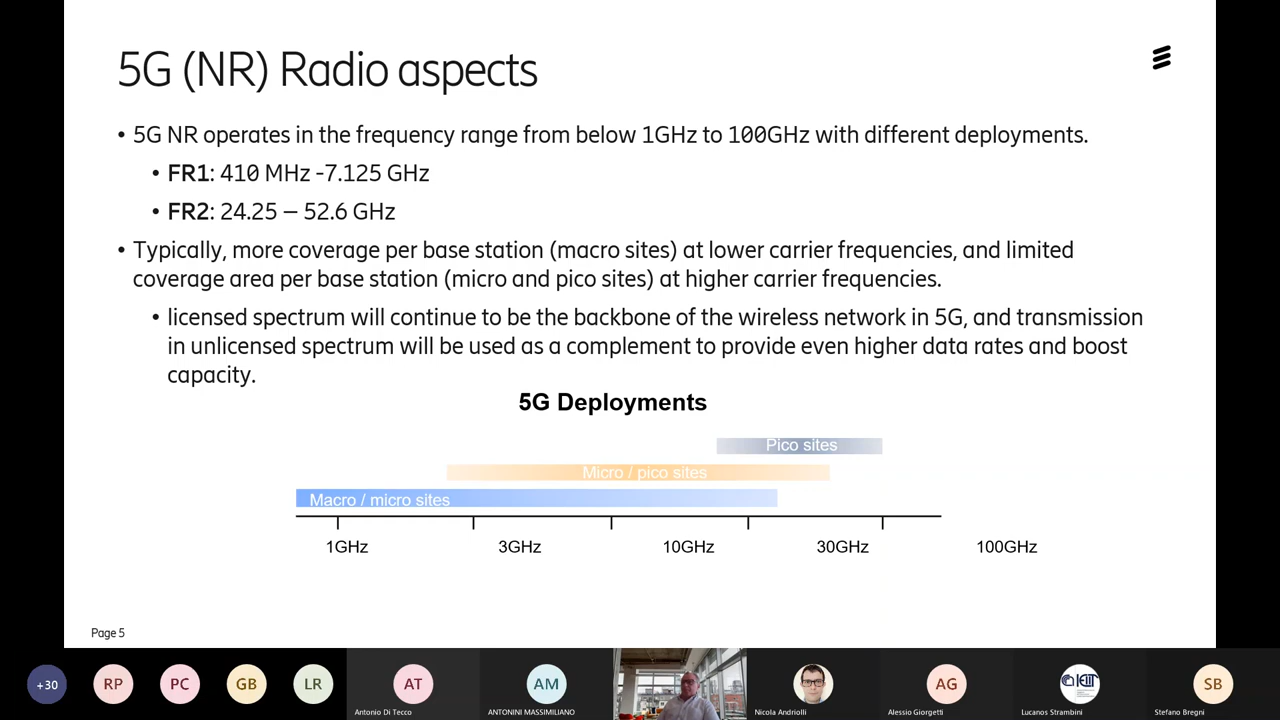 5G (NR) Radio aspects
• 5G NR operates in the frequency range from below 1GHz to 100GHz with different deployments.
• FR1: 410 MHz -7.125 GHz
• FR2: 24.25 – 52.6 GHz
• Typically, more coverage per base station (macro sites) at lower carrier frequencies, and limited
coverage area per base station (micro and pico sites) at higher carrier frequencies.
• licensed spectrum will continue to be the backbone of the wireless network in 5G, and transmission
in unlicensed spectrum will be used as a complement to provide even higher data rates and boost
capacity.
5G Deployments
Pico sites
Micro / pico sites
Macro / micro sites
1GHz 3GHz 10GHz 30GHz 100GHz
Page 5
+30 RP PC GB LR AT AM AG IEIIT SB
Antonio Di Tecco ANTONINI MASSIMILIANO Nicola Andriolli Alessio Giorgetti Lucanos Strambini Stefano Bregni